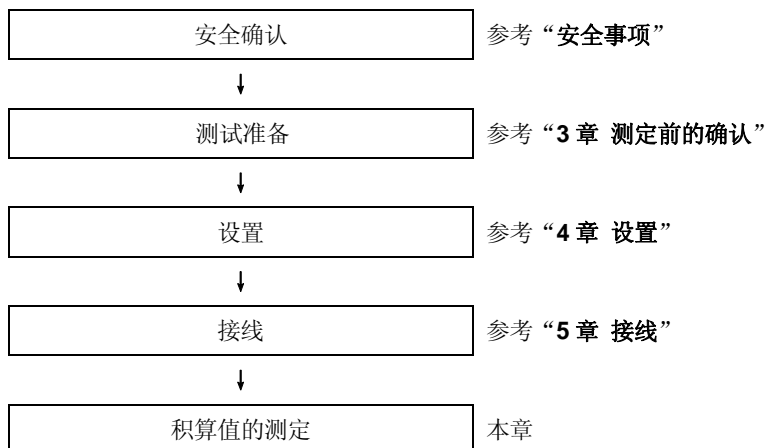 安全确认 参考“安全事项”
↓
测试准备 参考“3 章 测定前的确认”
↓
设置 参考“4 章 设置”
↓
接线 参考“5 章 接线”
↓
积算值的测定 本章